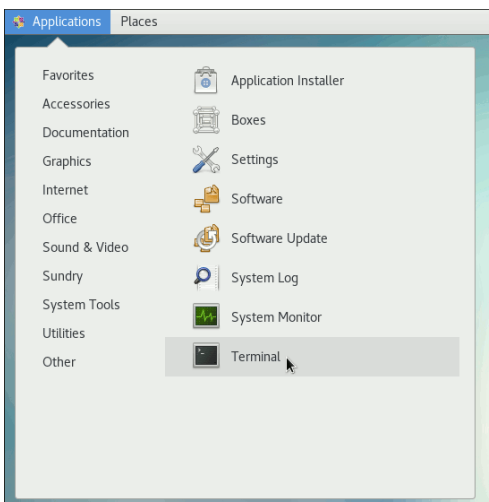 Applications Places
Favorites
Accessories
Documentation
Graphics
Internet
Office
Sound & Video
Sundry
System Tools
Utilities
Other
Application Installer
Boxes
Settings
Software
Software Update
System Log
System Monitor
Terminal